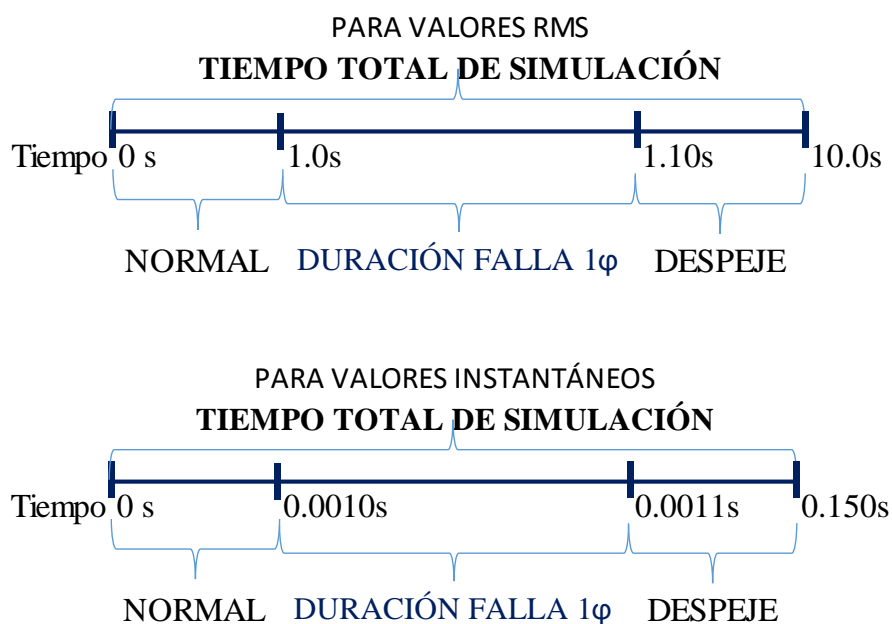 PARA VALORES RMS
TIEMPO TOTAL DE SIMULACIÓN
Tiempo 0 s 1.0s 1.10s 10.0s
NORMAL DURACIÓN FALLA 1φ DESPEJE
PARA VALORES INSTANTÁNEOS
TIEMPO TOTAL DE SIMULACIÓN
Tiempo 0 s 0.0010s 0.0011s 0.150s
NORMAL DURACIÓN FALLA 1φ DESPEJE